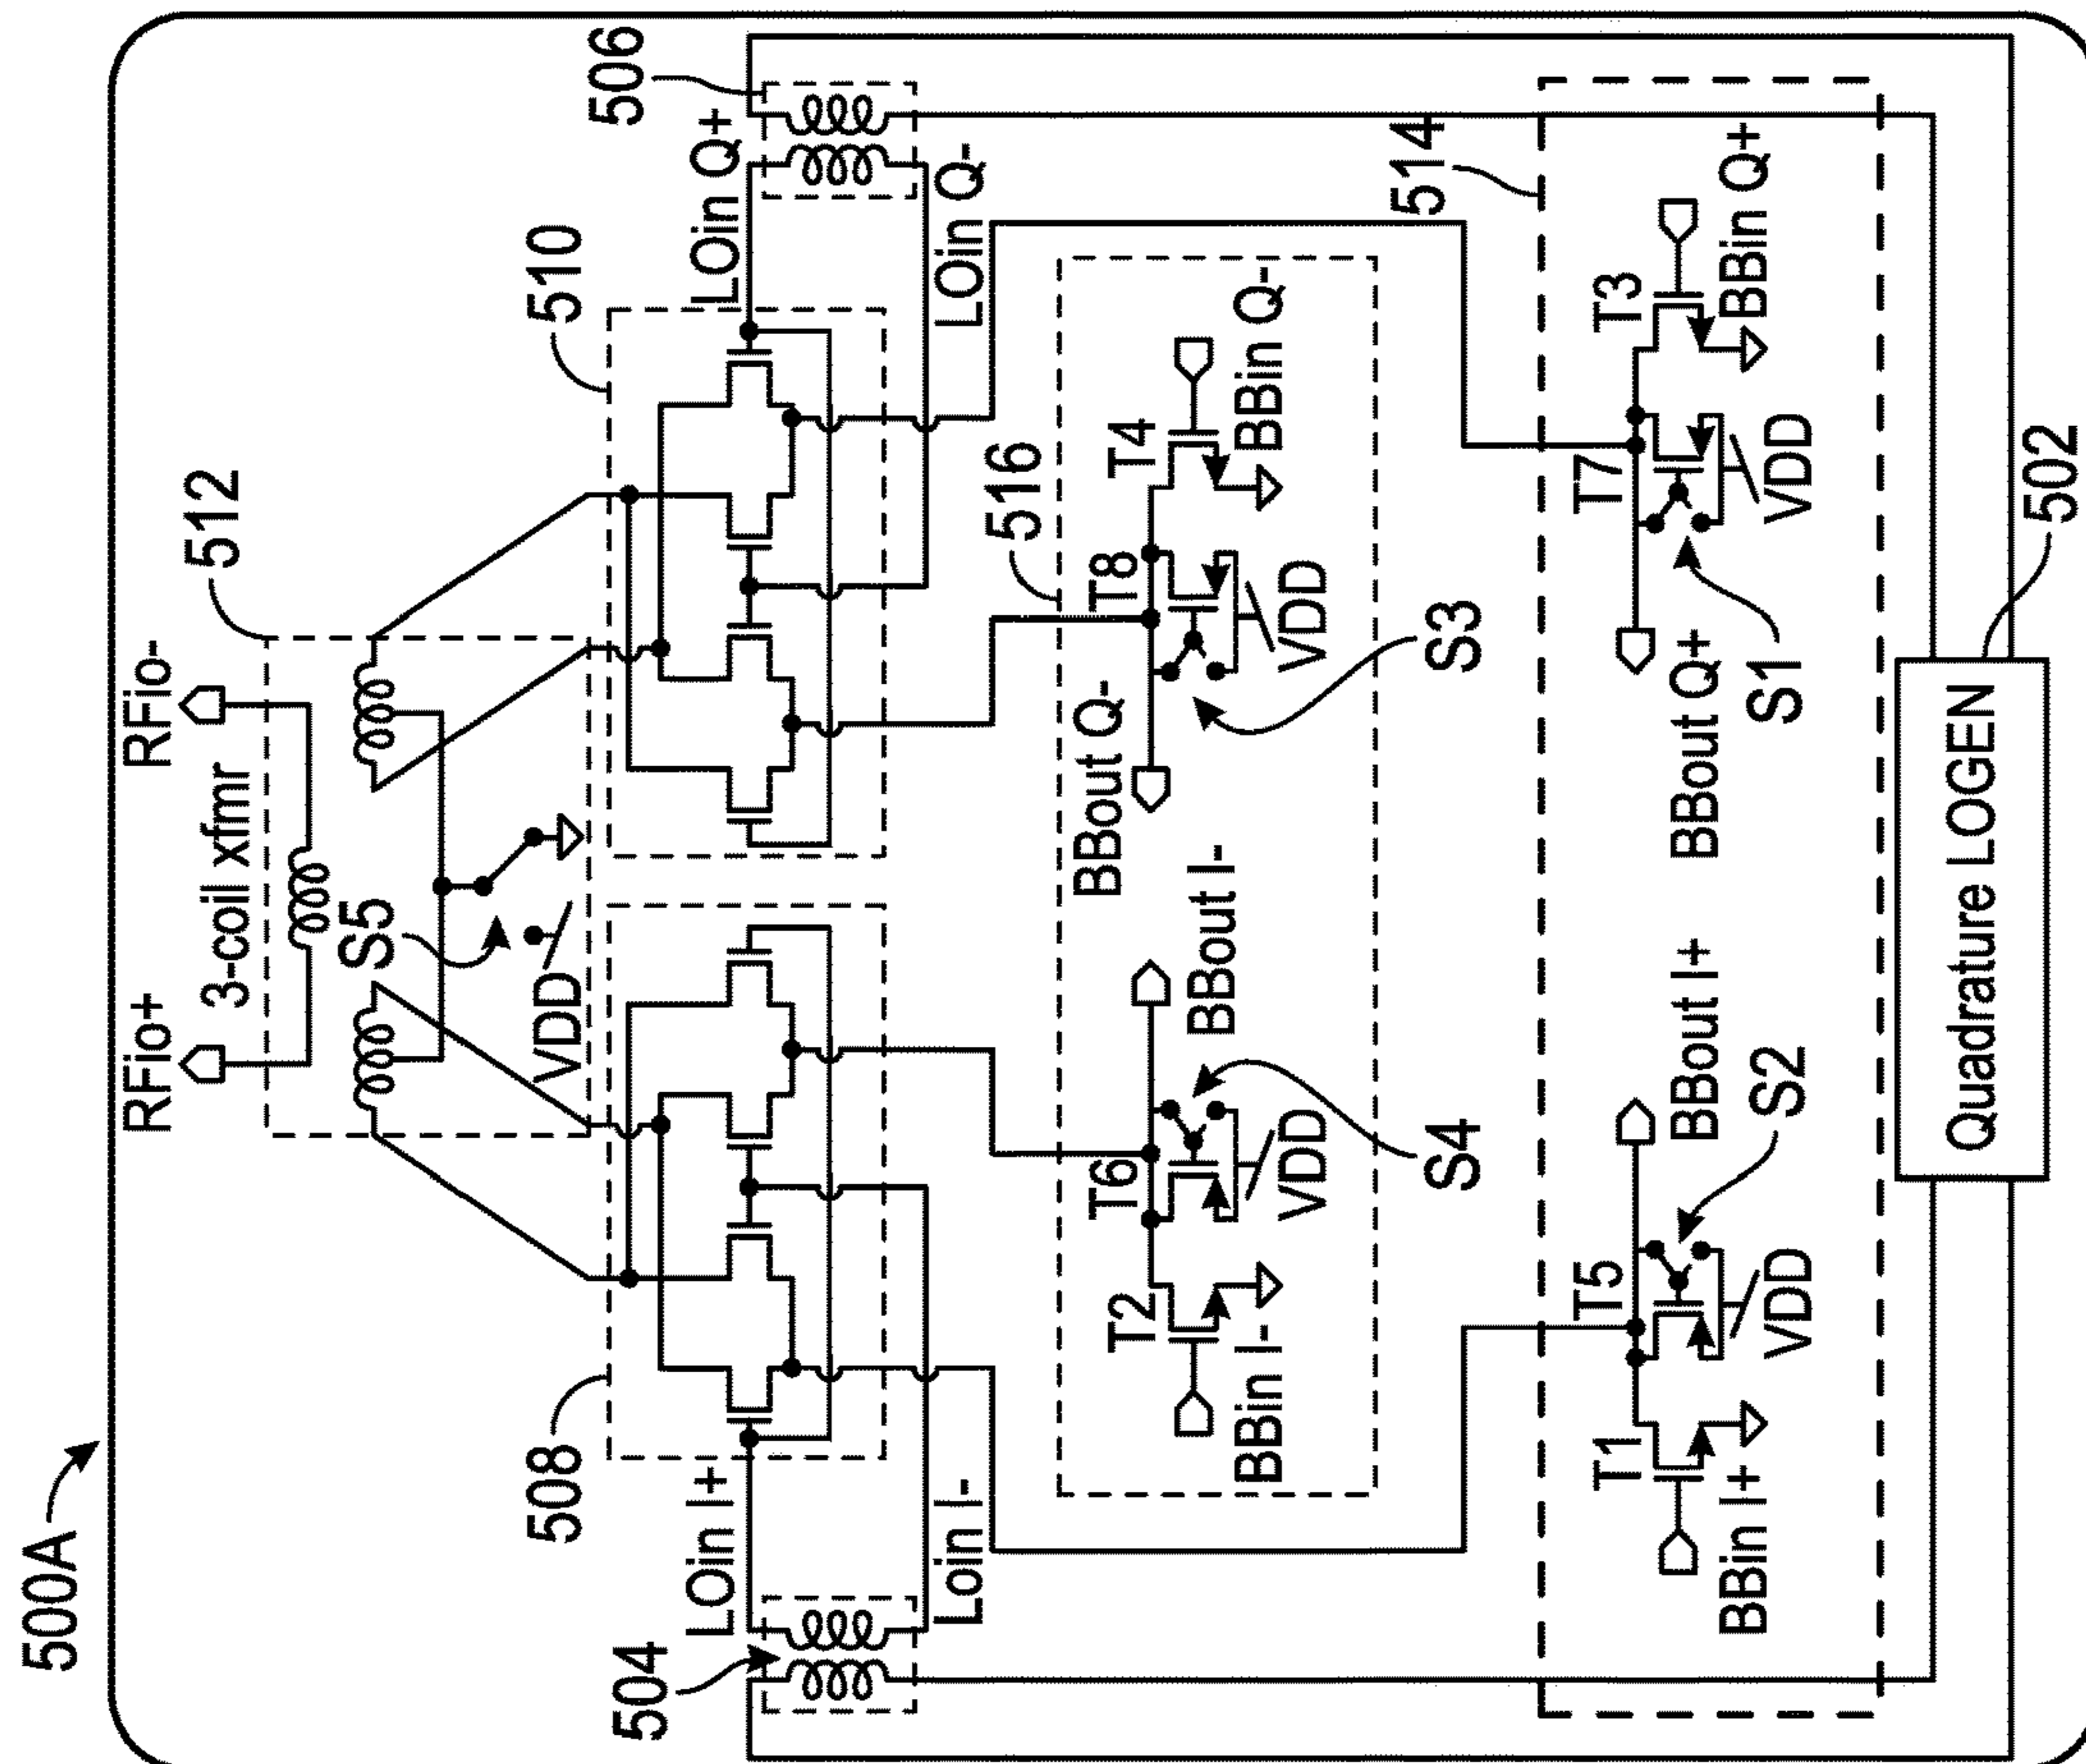 500A
RFio+
RFio-
3-coil xfmr
512
S5
VDD
508
510
LOin I+
LOin Q+
506
504
Loin I-
LOin Q-
516
514
BBout Q-
T2
T6
T8
T4
BBin I-
BBout I-
BBin Q-
VDD
VDD
S4
S3
T1
T5
T7
T3
BBin I+
BBout I+
BBout Q+
BBin Q+
VDD
VDD
S2
S1
Quadrature LOGEN
502